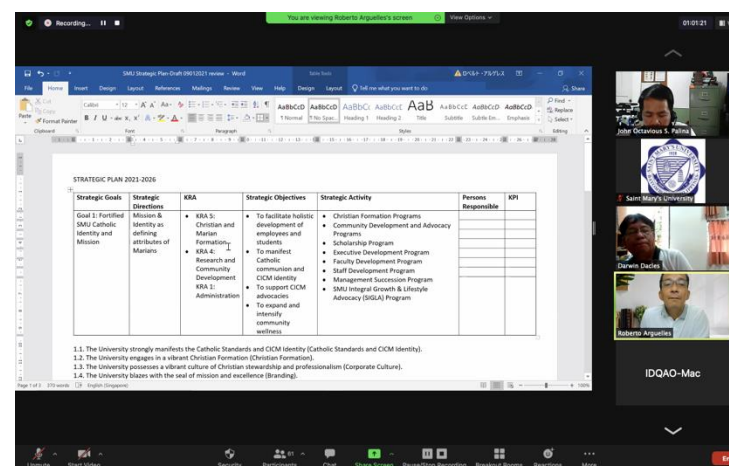 Recording...
You are viewing Roberto Arguelles's screen
View Options
01:01:21
SMU Strategic Plan-Draft 09012021 review - Word
Table Tools
File Home Insert Design Layout References Mailings Review View Help Design Layout Tell me what you want to do
Share
Paste
Cut
Copy
Format Painter
Clipboard
Calibri
12
Font
Paragraph
AaBbCcD AaBbCcD AaBbC AaBbCcC AaBbCcC AaB AaBbCcC AaBbCcD AaBbCcD
1 Normal 1 No Spac... Heading 1 Heading 2 Title Subtitle Subtle Em... Emphasis
Styles
Find
Replace
Select
Editing
STRATEGIC PLAN 2021-2026
Strategic Goals Strategic Directions KRA Strategic Objectives Strategic Activity Persons Responsible KPI
Goal 1: Fortified
SMU Catholic
Identity and
Mission
Mission &
Identity as
defining
attributes of
Marians
• KRA 5:
Christian and
Marian
Formation
• KRA 4:
Research and
Community
Development
KRA 1:
Administration
• To facilitate holistic
development of
employees and
students
• To manifest
Catholic
communion and
CICM identity
• To support CICM
advocacies
• To expand and
intensify
community
wellness
• Christian Formation Programs
• Community Development and Advocacy
Programs
• Scholarship Program
• Executive Development Program
• Faculty Development Program
• Staff Development Program
• Management Succession Program
• SMU Integral Growth & Lifestyle
Advocacy (SIGLA) Program
1.1. The University strongly manifests the Catholic Standards and CICM Identity (Catholic Standards and CICM Identity).
1.2. The University engages in a vibrant Christian Formation (Christian Formation).
1.3. The University possesses a vibrant culture of Christian stewardship and professionalism (Corporate Culture).
1.4. The University blazes with the seal of mission and excellence (Branding).
Page 1 of 2 370 words English (Singapore)
100%
John Octavious S. Palina
Saint Mary's University
Darwin Dacles
Roberto Arguelles
IDQAO-Mac
Unmute
Start Video
Security
Participants
61
Chat
Share Screen
Pause/Stop Recording
Breakout Rooms
Reactions
More